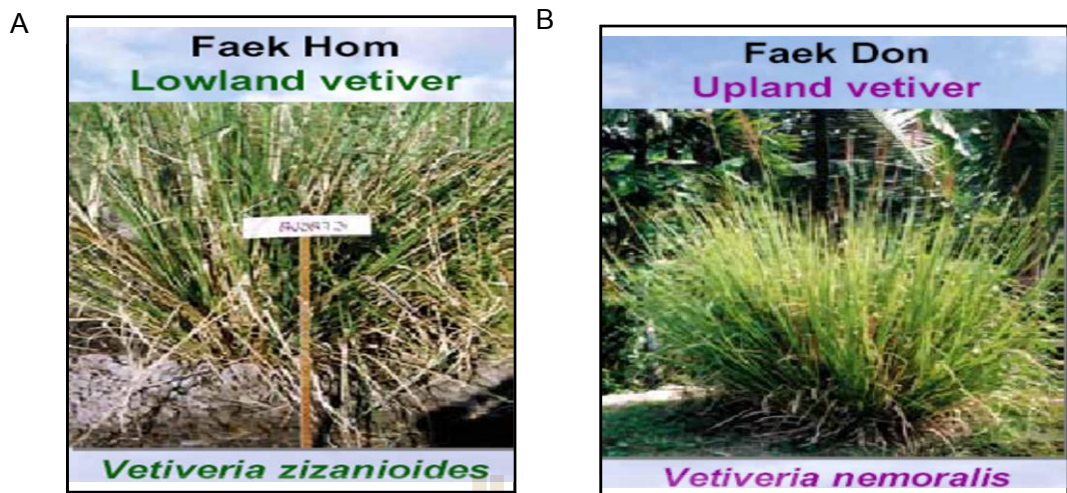 A
Faek Hom
Lowland vetiver
Vetiveria zizanioides
B
Faek Don
Upland vetiver
Vetiveria nemoralis